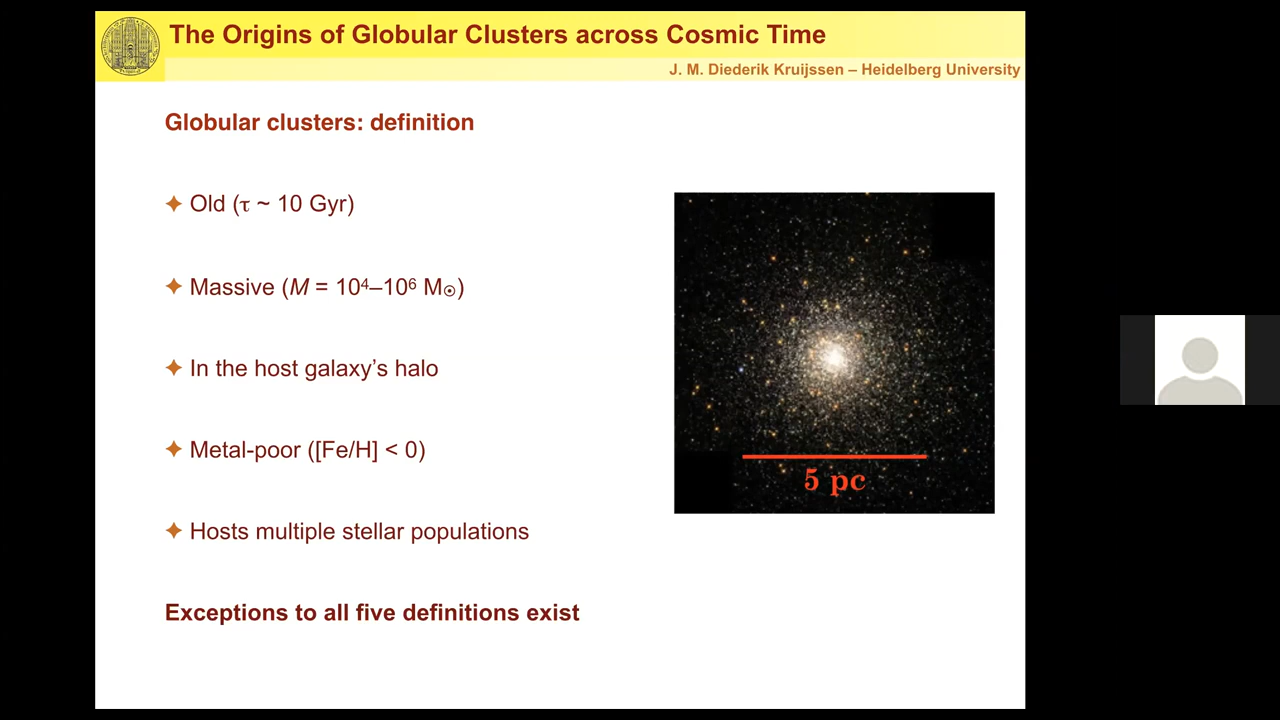 The Origins of Globular Clusters across Cosmic Time
J. M. Diederik Kruijssen – Heidelberg University
Globular clusters: definition
✦ Old (τ ~ 10 Gyr)
✦ Massive (M = 10⁴–10⁶ M☉)
✦ In the host galaxy’s halo
✦ Metal-poor ([Fe/H] < 0)
✦ Hosts multiple stellar populations
Exceptions to all five definitions exist
5 pc